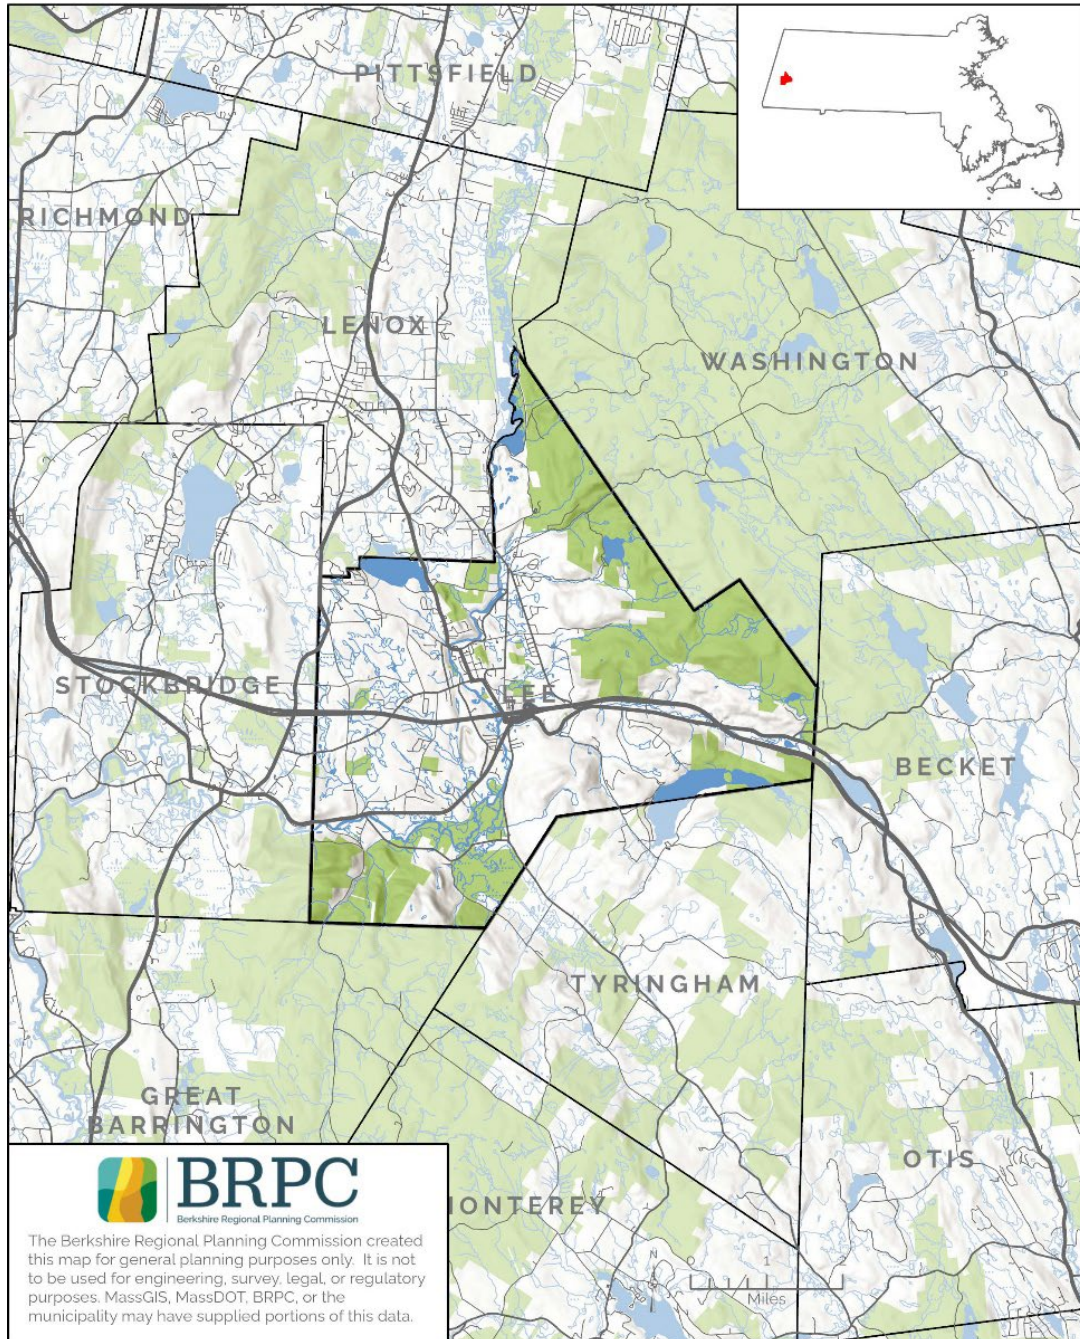 PITTSFIELD
RICHMOND
LENOX
WASHINGTON
STOCKBRIDGE
LEE
BECKET
TYRINGHAM
GREAT
BARRINGTON
OTIS
MONTEREY
N
0 1 2
Miles
BRPC
Berkshire Regional Planning Commission
The Berkshire Regional Planning Commission created
this map for general planning purposes only. It is not
to be used for engineering, survey, legal, or regulatory
purposes. MassGIS, MassDOT, BRPC, or the
municipality may have supplied portions of this data.